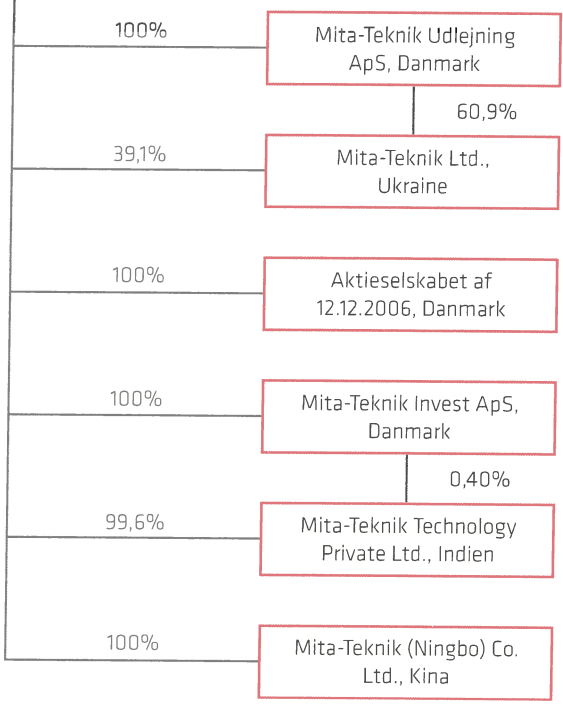 100%
Mita-Teknik Udlejning
ApS, Danmark
60,9%
39,1%
Mita-Teknik Ltd.,
Ukraine
100%
Aktieselskabet af
12.12.2006, Danmark
100%
Mita-Teknik Invest ApS,
Danmark
0,40%
99,6%
Mita-Teknik Technology
Private Ltd., Indien
100%
Mita-Teknik (Ningbo) Co.
Ltd., Kina